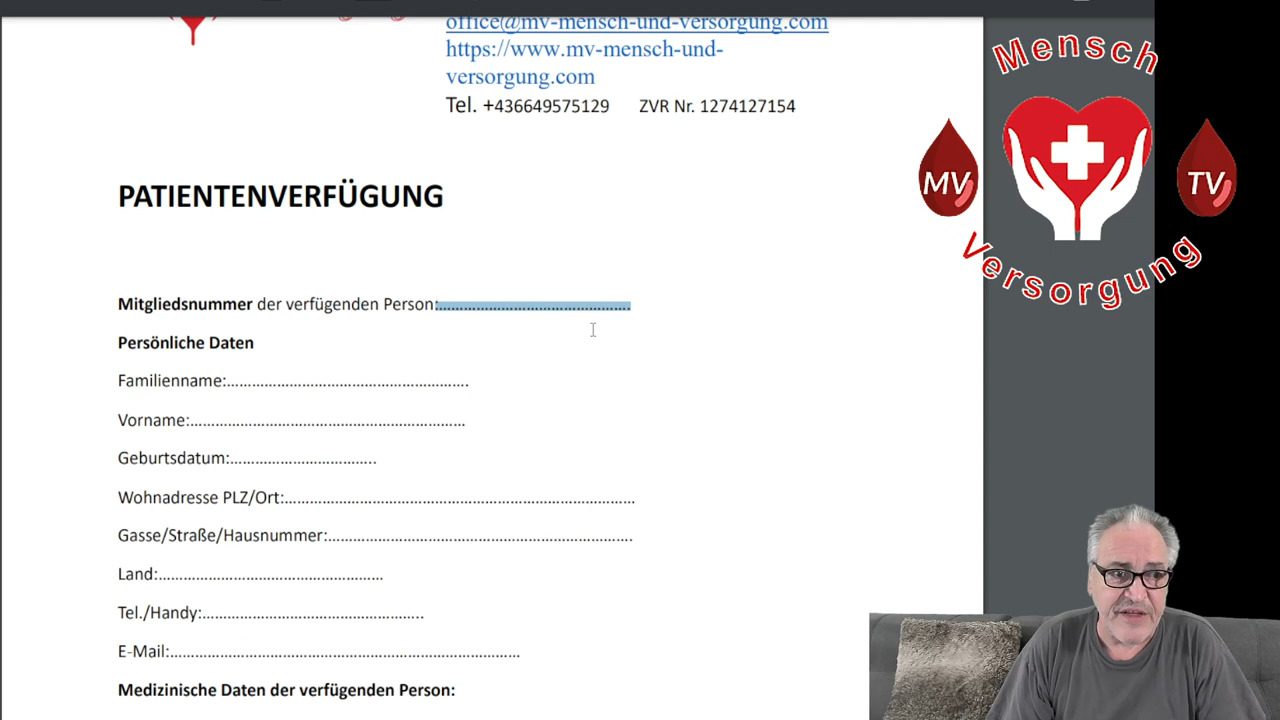 office@mv-mensch-und-versorgung.com
https://www.mv-mensch-und-
versorgung.com
Tel. +436649575129 ZVR Nr. 1274127154
Mensch
MV
TV
Versorgung
PATIENTENVERFÜGUNG
Mitgliedsnummer der verfügenden Person:………………………………………
Persönliche Daten
Familienname:………………………………………………….
Vorname:…………………………………………………………
Geburtsdatum:……………………………..
Wohnadresse PLZ/Ort:…………………………………………………………………………
Gasse/Straße/Hausnummer:……………………………………………………………….
Land:………………………………………………
Tel./Handy:……………………………………………..
E-Mail:…………………………………………………………………………
Medizinische Daten der verfügenden Person: